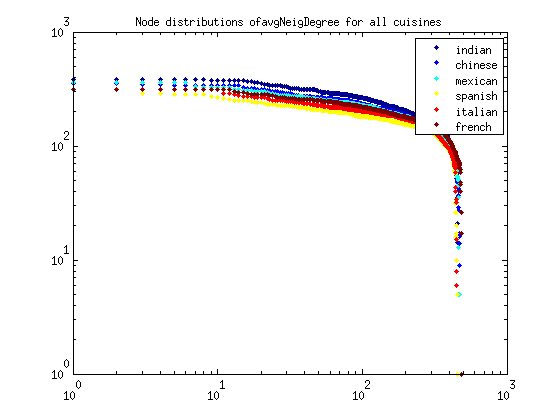 Node distributions ofavgNeigDegree for all cuisines
10^3
indian
chinese
mexican
spanish
italian
french
10^2
10^1
10^0
10^0 10^1 10^2 10^3